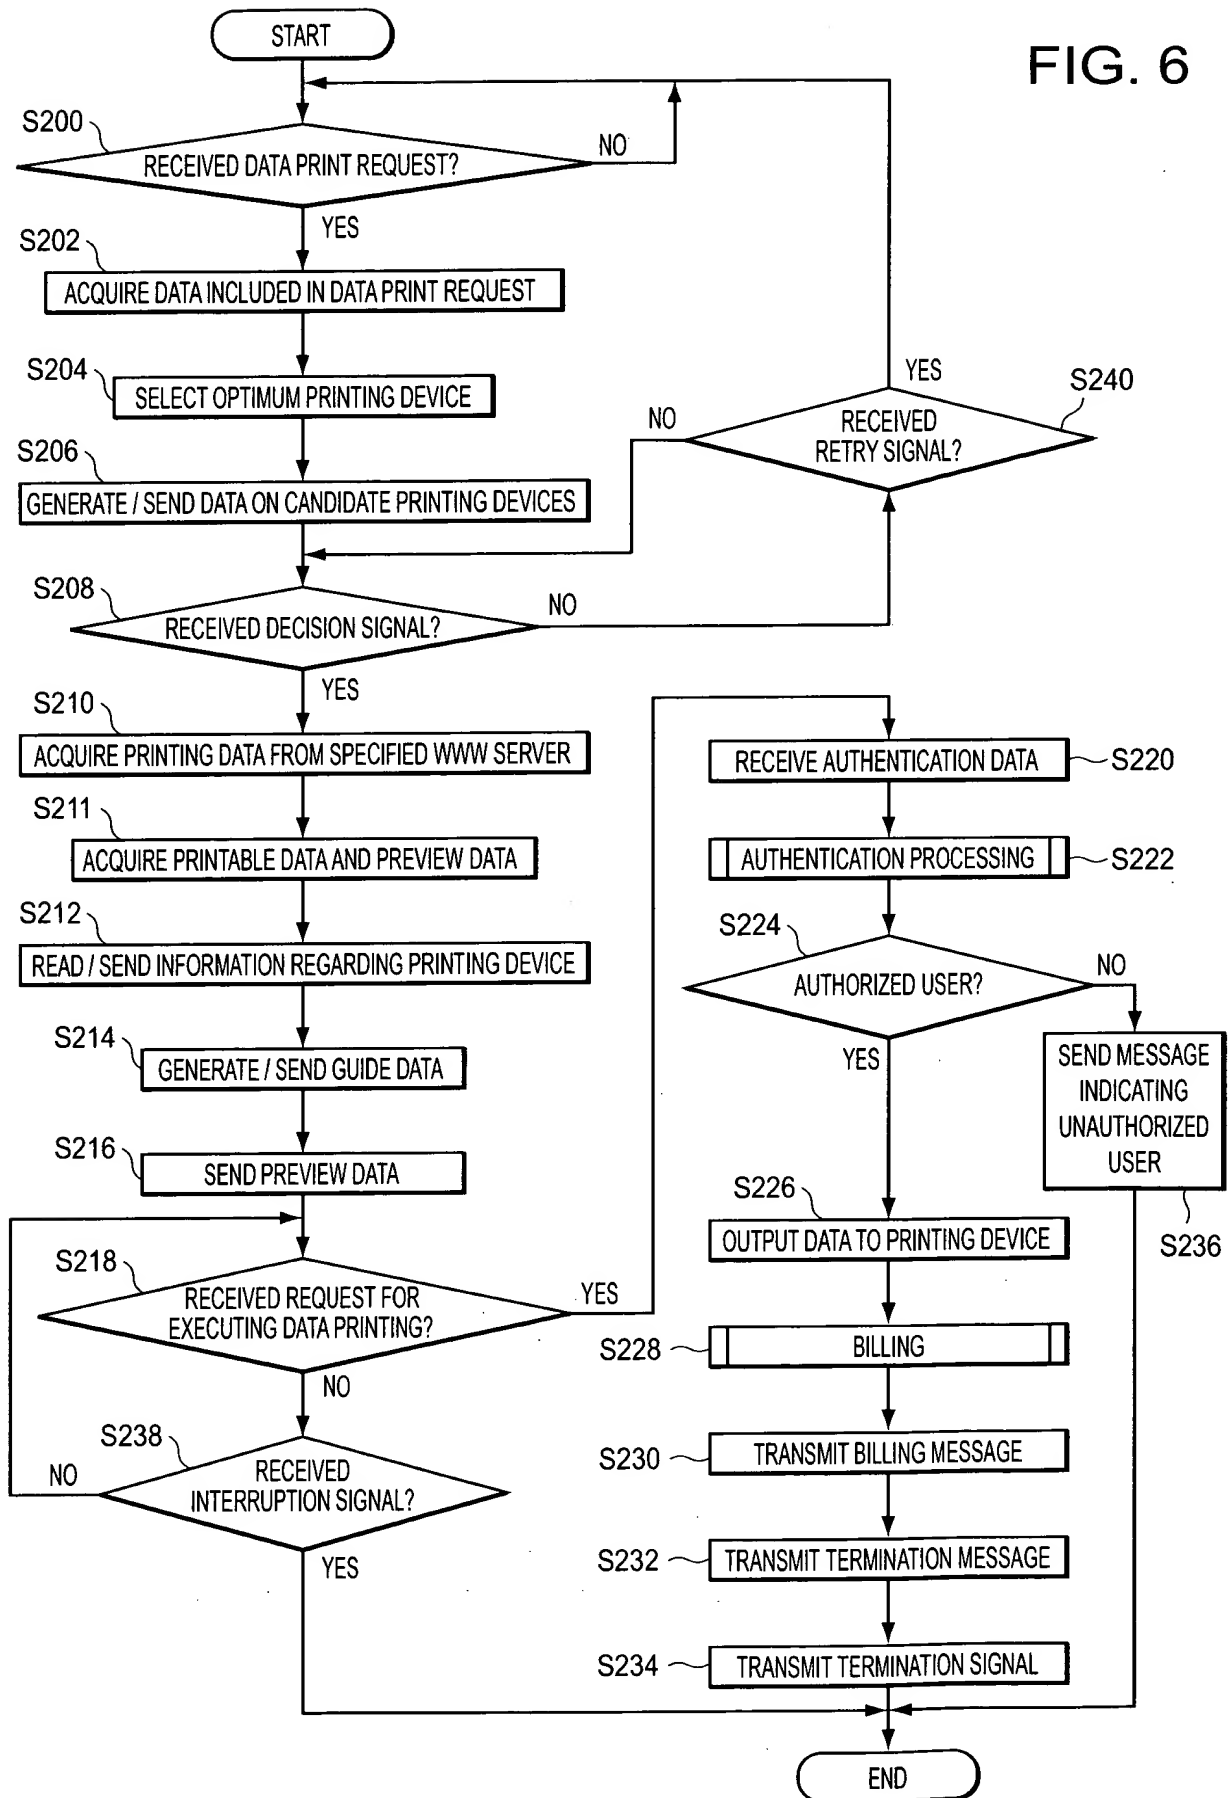 FIG. 6
START
S200
RECEIVED DATA PRINT REQUEST?
NO
YES
S202
ACQUIRE DATA INCLUDED IN DATA PRINT REQUEST
S204
SELECT OPTIMUM PRINTING DEVICE
S206
GENERATE / SEND DATA ON CANDIDATE PRINTING DEVICES
YES
S240
NO
RECEIVED
RETRY SIGNAL?
S208
RECEIVED DECISION SIGNAL?
NO
YES
S210
ACQUIRE PRINTING DATA FROM SPECIFIED WWW SERVER
S211
ACQUIRE PRINTABLE DATA AND PREVIEW DATA
S212
READ / SEND INFORMATION REGARDING PRINTING DEVICE
S214
GENERATE / SEND GUIDE DATA
S216
SEND PREVIEW DATA
S218
RECEIVED REQUEST FOR
EXECUTING DATA PRINTING?
YES
NO
S238
RECEIVED
INTERRUPTION SIGNAL?
NO
YES
RECEIVE AUTHENTICATION DATA
S220
AUTHENTICATION PROCESSING
S222
S224
AUTHORIZED USER?
NO
YES
SEND MESSAGE
INDICATING
UNAUTHORIZED
USER
S236
S226
OUTPUT DATA TO PRINTING DEVICE
S228
BILLING
S230
TRANSMIT BILLING MESSAGE
S232
TRANSMIT TERMINATION MESSAGE
S234
TRANSMIT TERMINATION SIGNAL
END